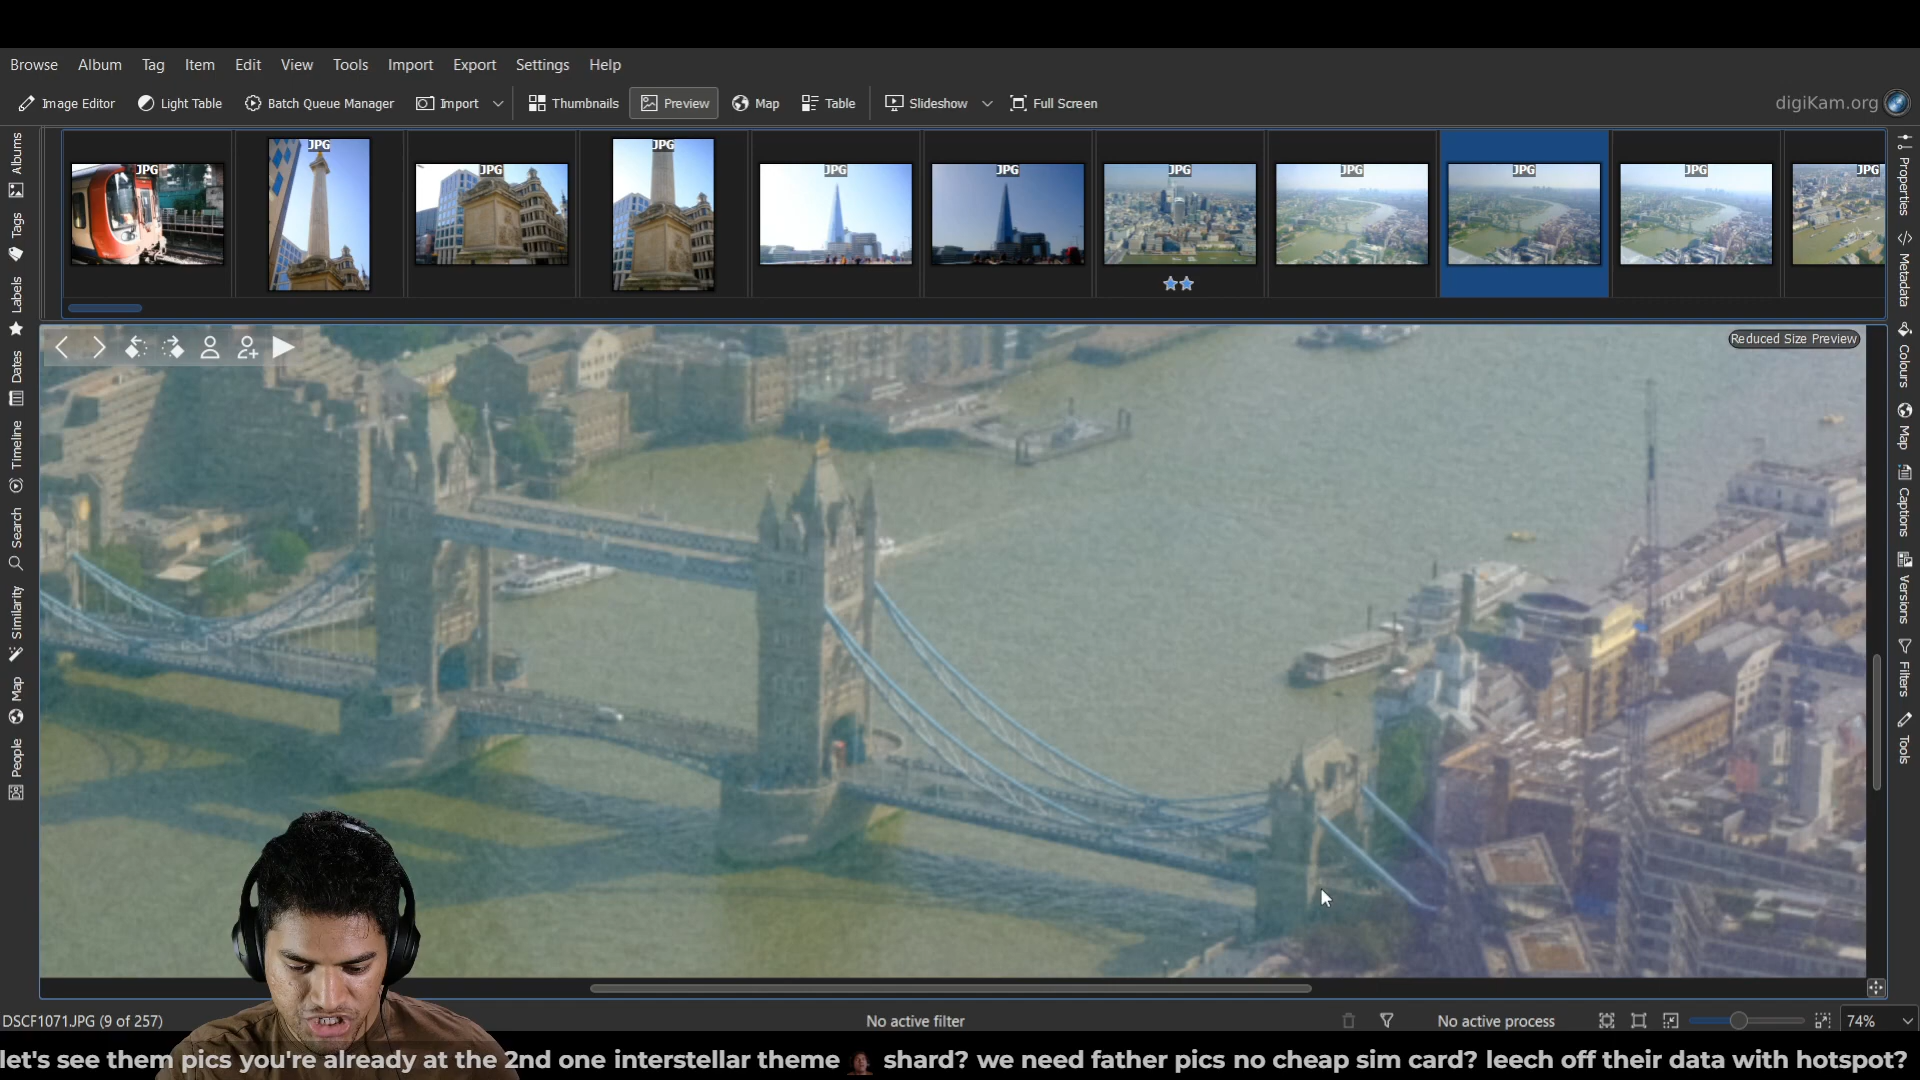 Browse Album Tag Item Edit View Tools Import Export Settings Help
Image Editor Light Table Batch Queue Manager Import Thumbnails Preview Map Table Slideshow Full Screen digiKam.org
JPG JPG JPG JPG JPG JPG JPG JPG JPG JPG JPG
Reduced Size Preview
Albums
Tags
Labels
Dates
Timeline
Search
Similarity
Map
People
Properties
Metadata
Colours
Map
Captions
Versions
Filters
Tools
DSCF1071.JPG (9 of 257) No active filter No active process 74%
let's see them pics you're already at the 2nd one interstellar theme shard? we need father pics no cheap sim card? leech off their data with hotspot?